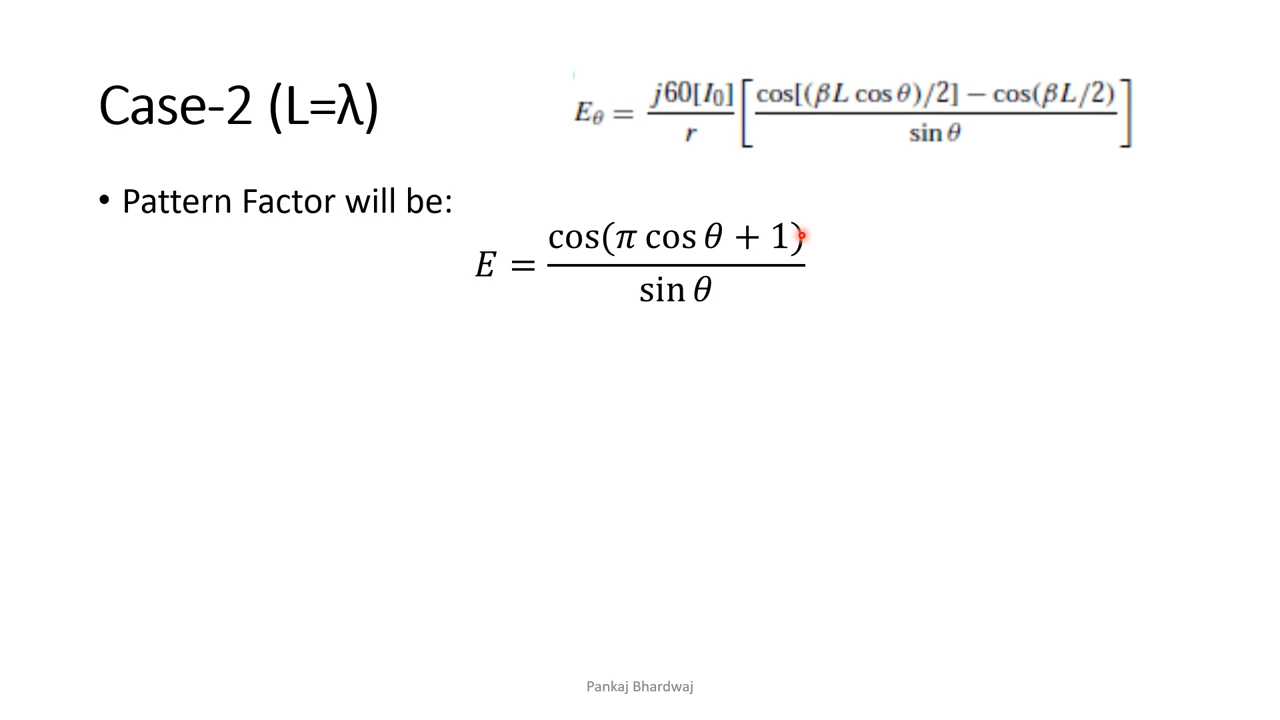 Case-2 (L=λ)
E_θ = j60[I_0]/r [ (cos[(βL cos θ)/2] − cos(βL/2)) / sin θ ]
• Pattern Factor will be:
E = cos(π cos θ + 1) / sin θ
Pankaj Bhardwaj